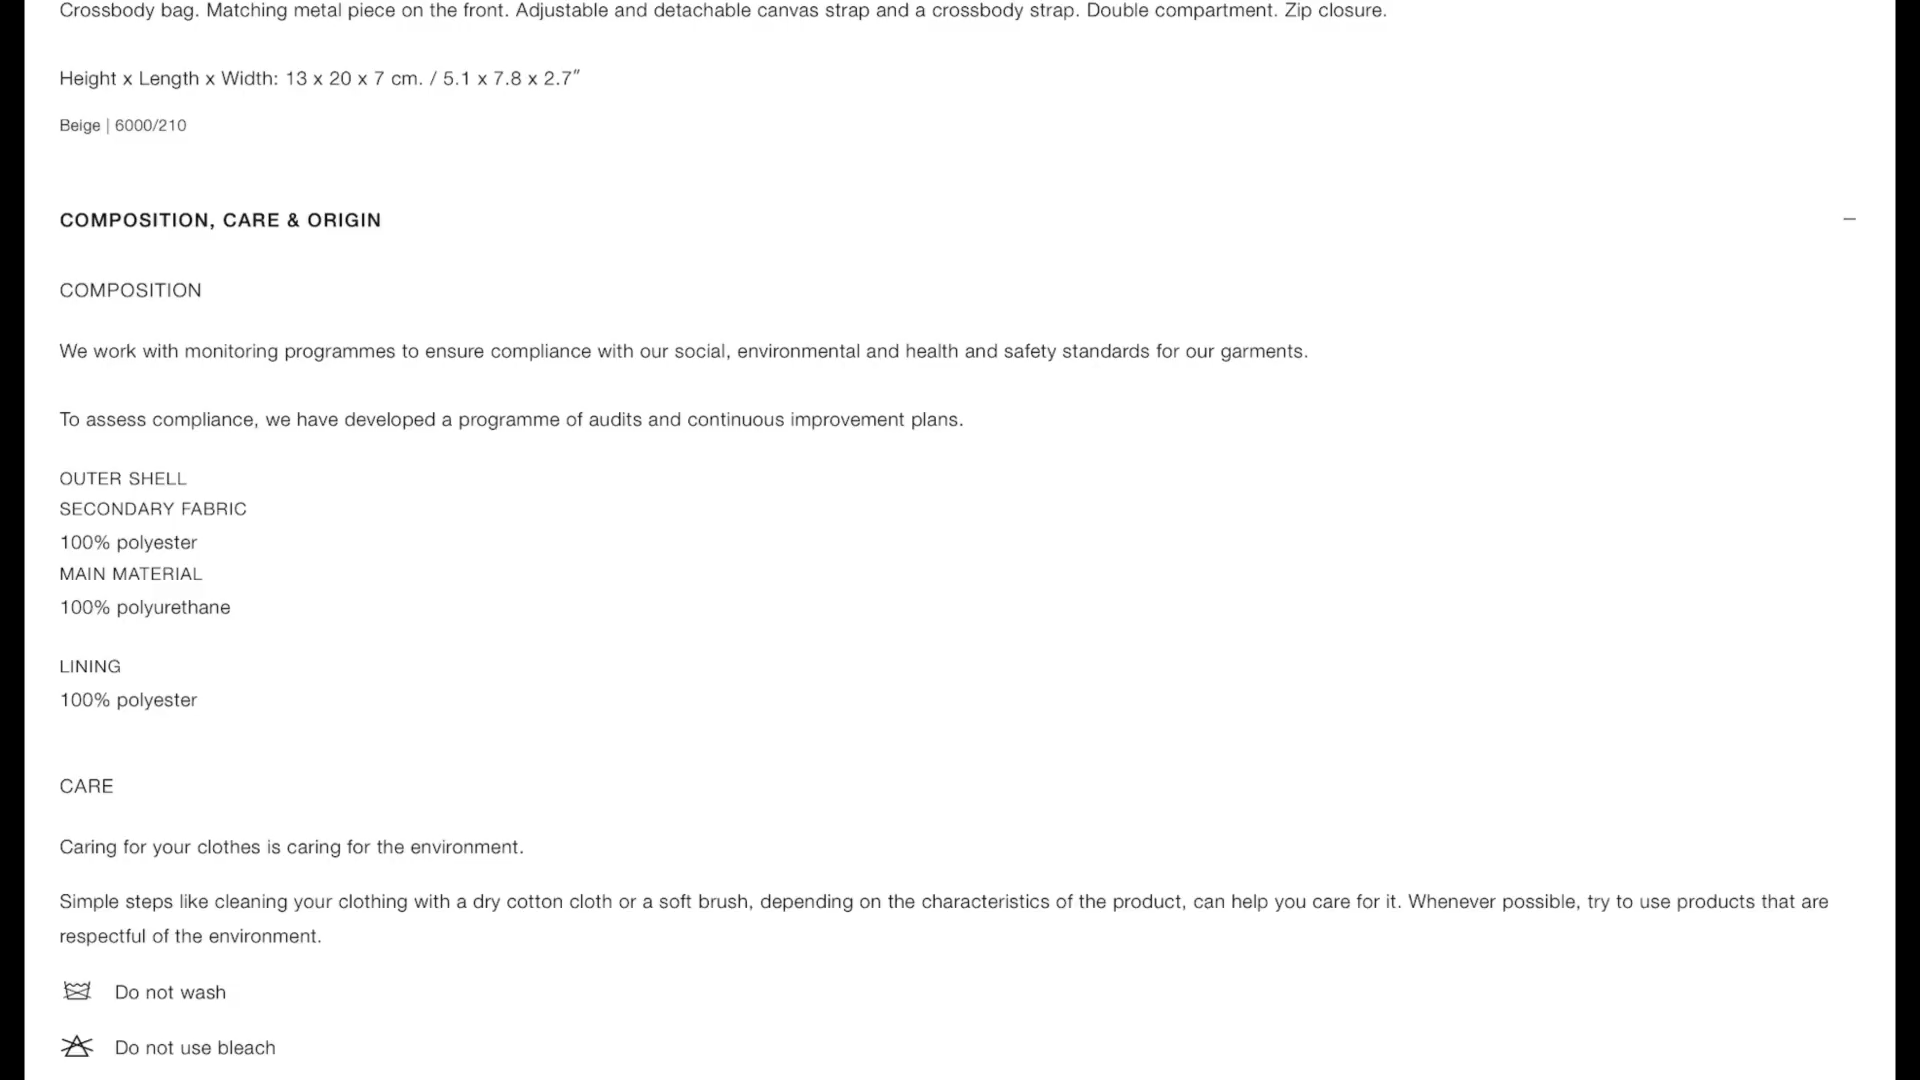 Crossbody bag. Matching metal piece on the front. Adjustable and detachable canvas strap and a crossbody strap. Double compartment. Zip closure.
Height x Length x Width: 13 x 20 x 7 cm. / 5.1 x 7.8 x 2.7"
Beige | 6000/210
COMPOSITION, CARE & ORIGIN
COMPOSITION
We work with monitoring programmes to ensure compliance with our social, environmental and health and safety standards for our garments.
To assess compliance, we have developed a programme of audits and continuous improvement plans.
OUTER SHELL
SECONDARY FABRIC
100% polyester
MAIN MATERIAL
100% polyurethane
LINING
100% polyester
CARE
Caring for your clothes is caring for the environment.
Simple steps like cleaning your clothing with a dry cotton cloth or a soft brush, depending on the characteristics of the product, can help you care for it. Whenever possible, try to use products that are
respectful of the environment.
Do not wash
Do not use bleach